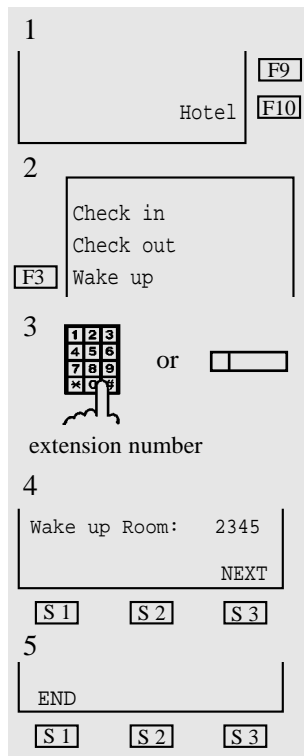 1
F9
Hotel F10
2
Check in
Check out
F3 Wake up
3
1 2 3
4 5 6
7 8 9
* 0 #
or
extension number
4
Wake up Room: 2345
NEXT
S 1 S 2 S 3
5
END
S 1 S 2 S 3